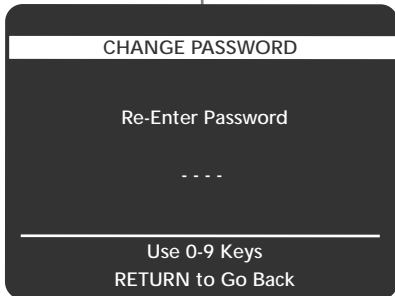 CHANGE PASSWORD
Re-Enter Password
- - - -
Use 0-9 Keys
RETURN to Go Back